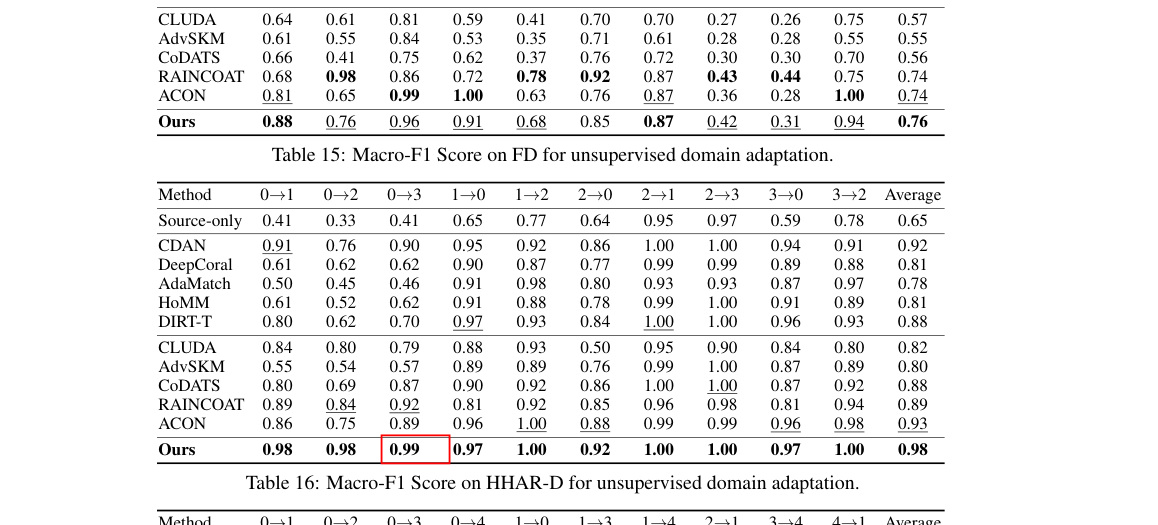 CLUDA 0.64 0.61 0.81 0.59 0.41 0.70 0.70 0.27 0.26 0.75 0.57
AdvSKM 0.61 0.55 0.84 0.53 0.35 0.71 0.61 0.28 0.28 0.55 0.55
CoDATS 0.66 0.41 0.75 0.62 0.37 0.76 0.72 0.30 0.30 0.70 0.56
RAINCOAT 0.68 0.98 0.86 0.72 0.78 0.92 0.87 0.43 0.44 0.75 0.74
ACON 0.81 0.65 0.99 1.00 0.63 0.76 0.87 0.36 0.28 1.00 0.74
Ours 0.88 0.76 0.96 0.91 0.68 0.85 0.87 0.42 0.31 0.94 0.76
Table 15: Macro-F1 Score on FD for unsupervised domain adaptation.
Method 0→1 0→2 0→3 1→0 1→2 2→0 2→1 2→3 3→0 3→2 Average
Source-only 0.41 0.33 0.41 0.65 0.77 0.64 0.95 0.97 0.59 0.78 0.65
CDAN 0.91 0.76 0.90 0.95 0.92 0.86 1.00 1.00 0.94 0.91 0.92
DeepCoral 0.61 0.62 0.62 0.90 0.87 0.77 0.99 0.99 0.89 0.88 0.81
AdaMatch 0.50 0.45 0.46 0.91 0.98 0.80 0.93 0.93 0.87 0.97 0.78
HoMM 0.61 0.52 0.62 0.91 0.88 0.78 0.99 1.00 0.91 0.89 0.81
DIRT-T 0.80 0.62 0.70 0.97 0.93 0.84 1.00 1.00 0.96 0.93 0.88
CLUDA 0.84 0.80 0.79 0.88 0.93 0.50 0.95 0.90 0.84 0.80 0.82
AdvSKM 0.55 0.54 0.57 0.89 0.89 0.76 0.99 1.00 0.87 0.89 0.80
CoDATS 0.80 0.69 0.87 0.90 0.92 0.86 1.00 1.00 0.87 0.92 0.88
RAINCOAT 0.89 0.84 0.92 0.81 0.92 0.85 0.96 0.98 0.81 0.94 0.89
ACON 0.86 0.75 0.89 0.96 1.00 0.88 0.99 0.99 0.96 0.98 0.93
Ours 0.98 0.98 0.99 0.97 1.00 0.92 1.00 1.00 0.97 1.00 0.98
Table 16: Macro-F1 Score on HHAR-D for unsupervised domain adaptation.
Method 0→1 0→2 0→3 0→4 1→0 1→3 1→4 2→1 3→4 4→1 Average